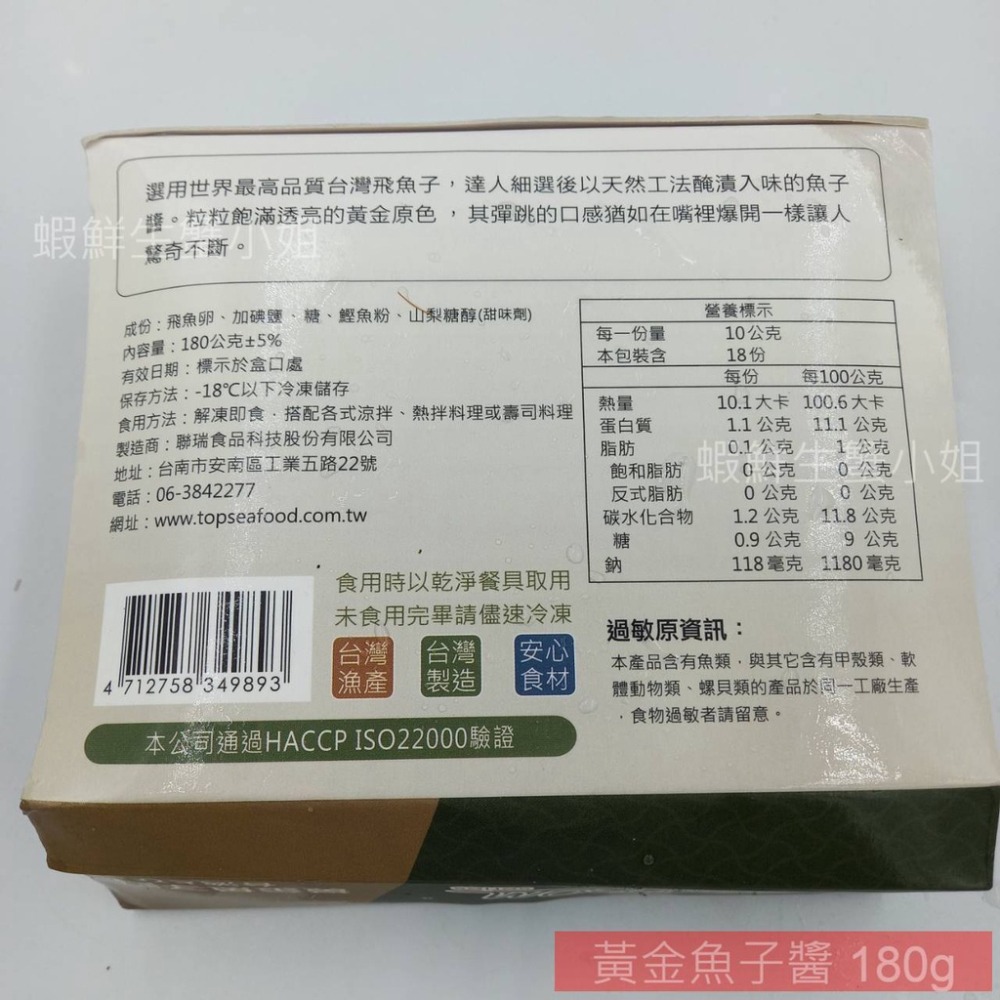 選用世界最高品質台灣飛魚子，達人細選後以天然工法醃漬入味的魚子
醬。粒粒飽滿透亮的黃金原色，其彈跳的口感猶如在嘴裡爆開一樣讓人
驚奇不斷。
蝦鮮生蟹小姐
成份：飛魚卵、加碘鹽、糖、鰹魚粉、山梨糖醇(甜味劑)
內容量：180公克±5%
有效日期：標示於盒口處
保存方法：-18℃以下冷凍儲存
食用方法：解凍即食，搭配各式涼拌、熱拌料理或壽司料理
製造商：聯瑞食品科技股份有限公司
地址：台南市安南區工業五路22號
電話：06-3842277
網址：www.topseafood.com.tw
營養標示
每一份量 10公克
本包裝含 18份
每份 每100公克
熱量 10.1大卡 100.6大卡
蛋白質 1.1公克 11.1公克
脂肪 0.1公克 1公克
飽和脂肪 0公克 0公克
反式脂肪 0公克 0公克
碳水化合物 1.2公克 11.8公克
糖 0.9公克 9公克
鈉 118毫克 1180毫克
蝦鮮生蟹小姐
食用時以乾淨餐具取用
未食用完畢請儘速冷凍
台灣漁產
台灣製造
安心食材
4 712758 349893
本公司通過HACCP ISO22000驗證
過敏原資訊：
本產品含有魚類，與其它含有甲殼類、軟
體動物類、螺貝類的產品於同一工廠生產
，食物過敏者請留意。
黃金魚子醬 180g